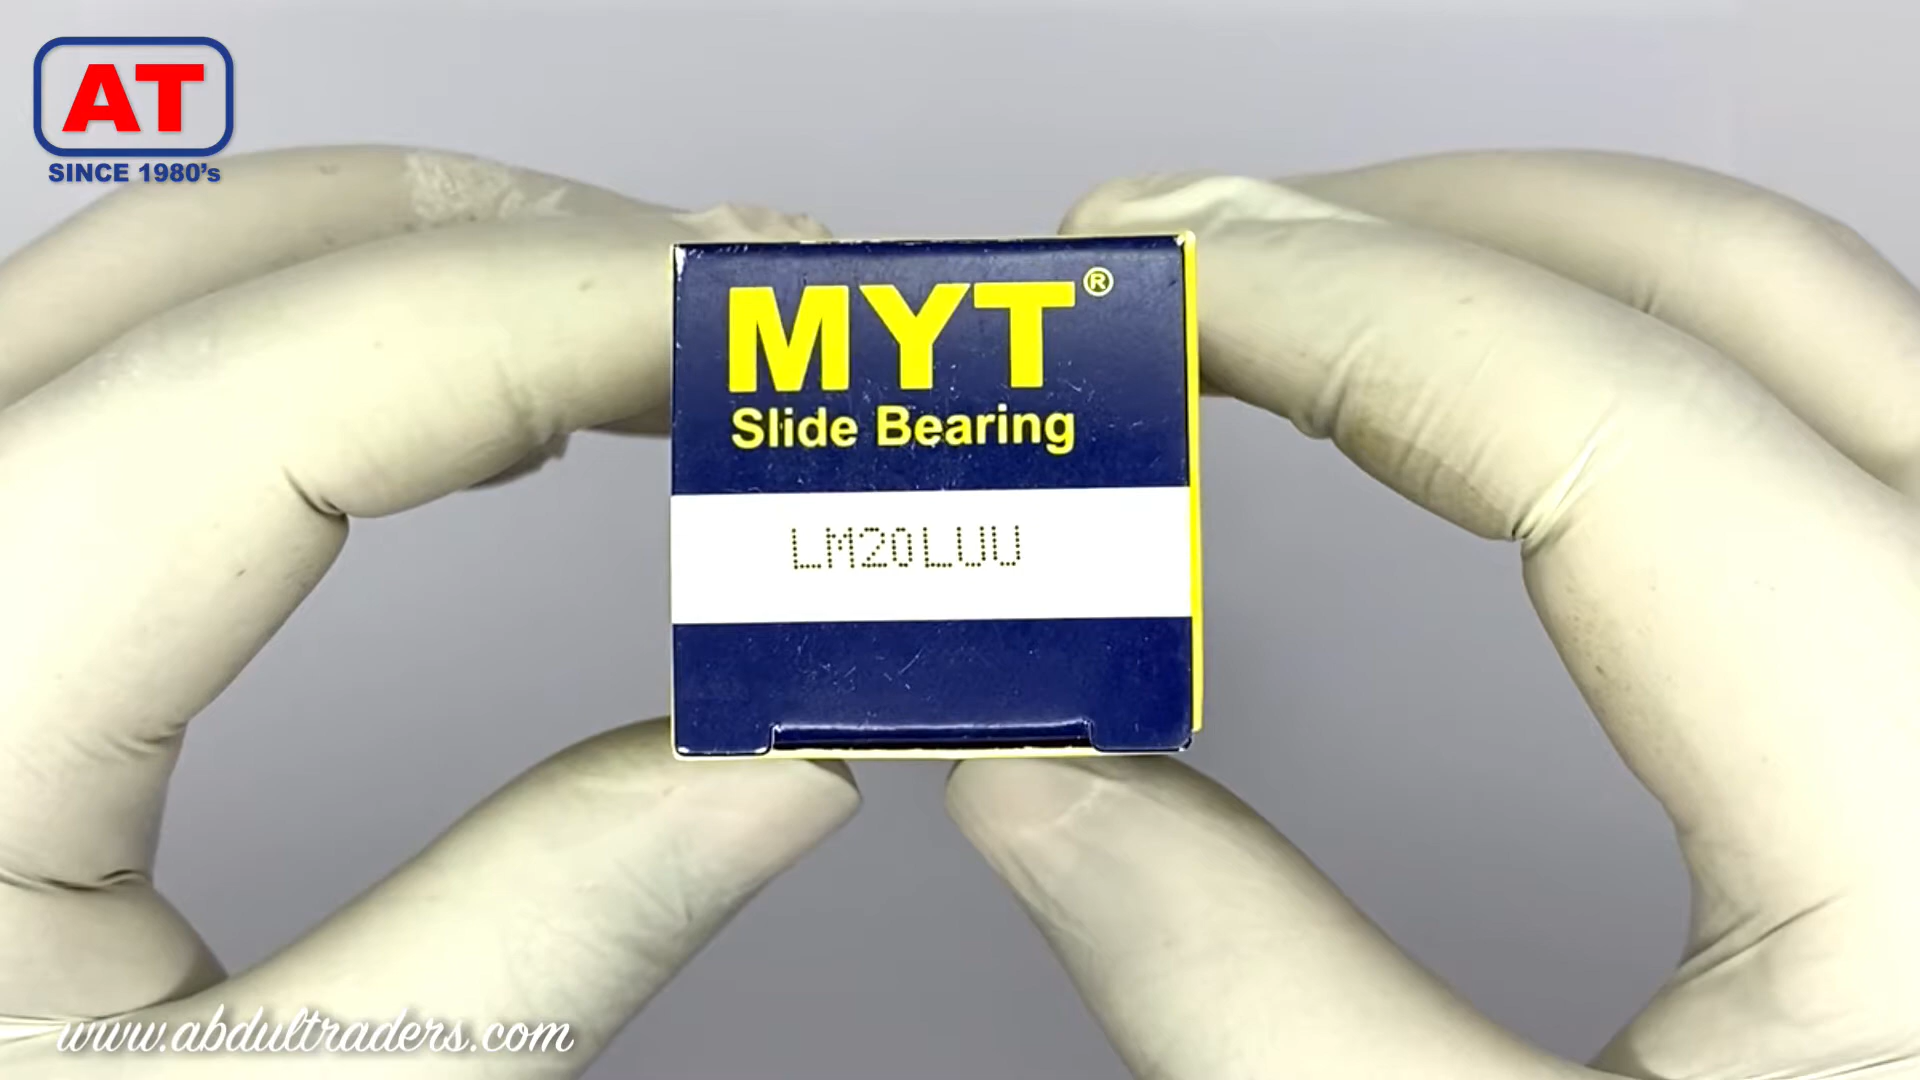 AT
SINCE 1980's
MYT®
Slide Bearing
LM20LUU
www.abdultraders.com